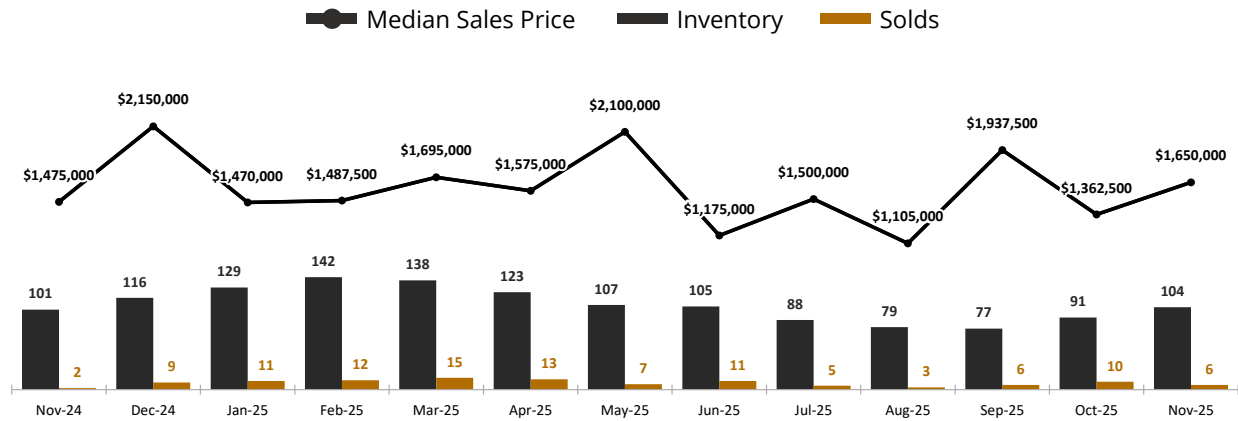 Median Sales Price Inventory Solds
$1,475,000 $2,150,000 $1,470,000 $1,487,500 $1,695,000 $1,575,000 $2,100,000 $1,175,000 $1,500,000 $1,105,000 $1,937,500 $1,362,500 $1,650,000
101 116 129 142 138 123 107 105 88 79 77 91 104
2 9 11 12 15 13 7 11 5 3 6 10 6
Nov-24 Dec-24 Jan-25 Feb-25 Mar-25 Apr-25 May-25 Jun-25 Jul-25 Aug-25 Sep-25 Oct-25 Nov-25